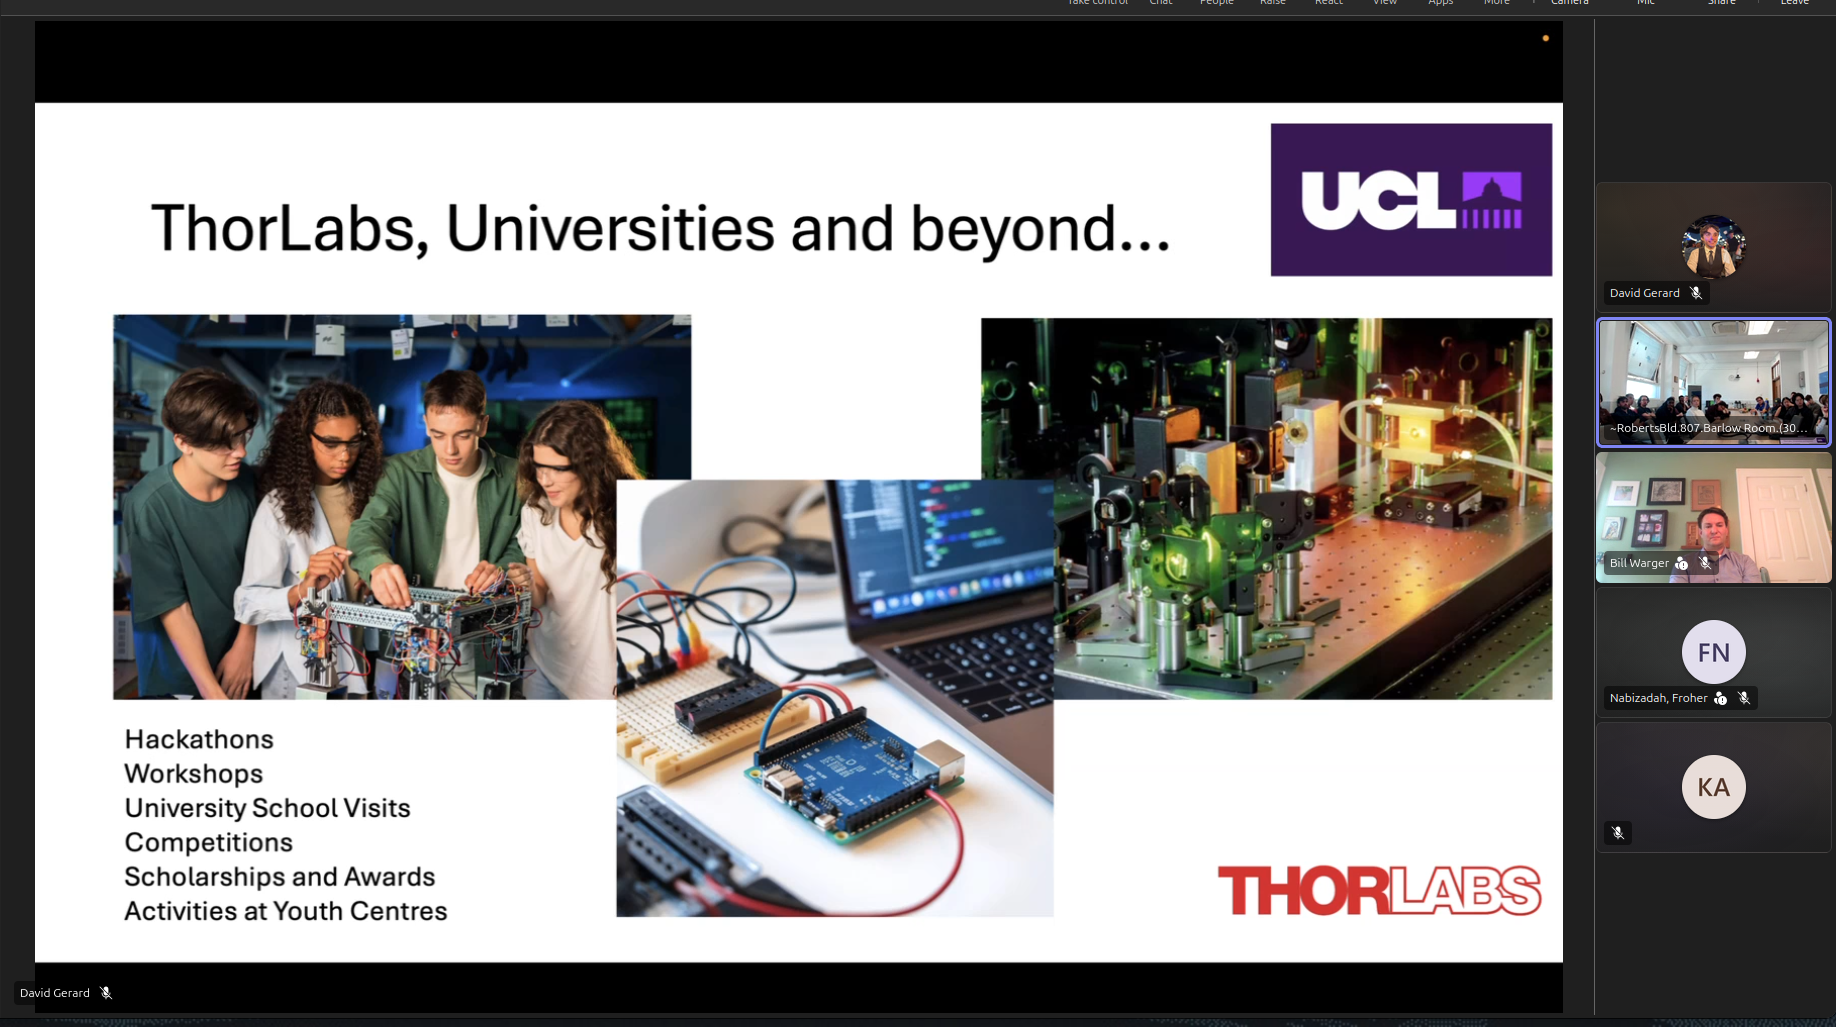 Take control Chat People Raise React View Apps More Camera Mic Share Leave
ThorLabs, Universities and beyond...
UCL
Hackathons
Workshops
University School Visits
Competitions
Scholarships and Awards
Activities at Youth Centres
THORLABS
David Gerard
David Gerard
~RobertsBld.807.Barlow Room.(30...
Bill Warger
FN
Nabizadah, Froher
KA